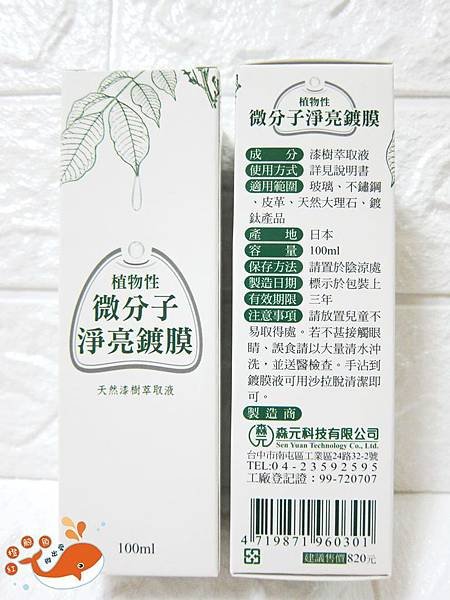 植物性
微分子
淨亮鍍膜
天然漆樹萃取液
100ml
植物性
微分子淨亮鍍膜
成分 漆樹萃取液
使用方式 詳見說明書
適用範圍 玻璃、不鏽鋼
、皮革、天然大理石、鍍
鈦產品
產地 日本
容量 100ml
保存方法 請置於陰涼處
製造日期 標示於包裝上
有效期限 三年
注意事項 請放置兒童不
易取得處。若不甚接觸眼
睛、誤食請以大量清水沖
洗，並送醫檢查。手沾到
鍍膜液可用沙拉脫清潔即
可。
製造商
森元 森元科技有限公司
Sen Yuan Technology Co., Ltd.
台中市南屯區工業區24路32-2號
TEL:04-23592595
工廠登記證：99-720707
4 719871 960301
建議售價820元